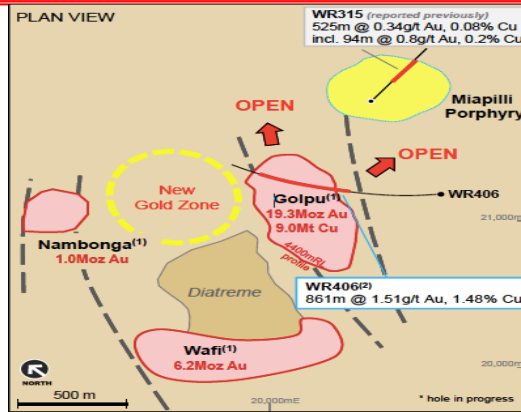 PLAN VIEW
WR315 (reported previously)
525m @ 0.34g/t Au, 0.08% Cu
incl. 94m @ 0.8g/t Au, 0.2% Cu
Miapilli
Porphyry
OPEN
OPEN
New
Gold Zone
Golpu(1)
19.3Moz Au
9.0Mt Cu
WR406
21,000m
Nambonga(1)
1.0Moz Au
4400mRL
profile
Diatreme
WR406(2)
861m @ 1.51g/t Au, 1.48% Cu
Wafi(1)
6.2Moz Au
NORTH
500 m
20,000mE
20,000m
* hole in progress